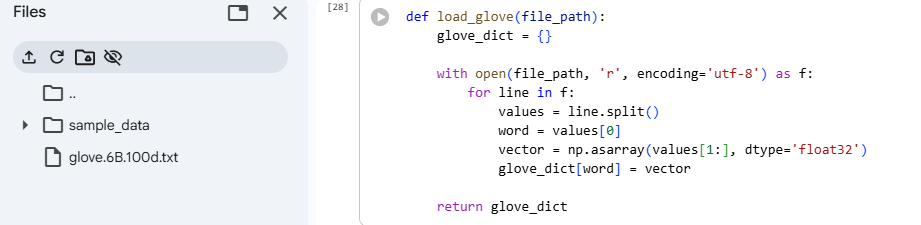 Files
..
sample_data
glove.6B.100d.txt
[28]
def load_glove(file_path):
    glove_dict = {}

    with open(file_path, 'r', encoding='utf-8') as f:
        for line in f:
            values = line.split()
            word = values[0]
            vector = np.asarray(values[1:], dtype='float32')
            glove_dict[word] = vector

    return glove_dict